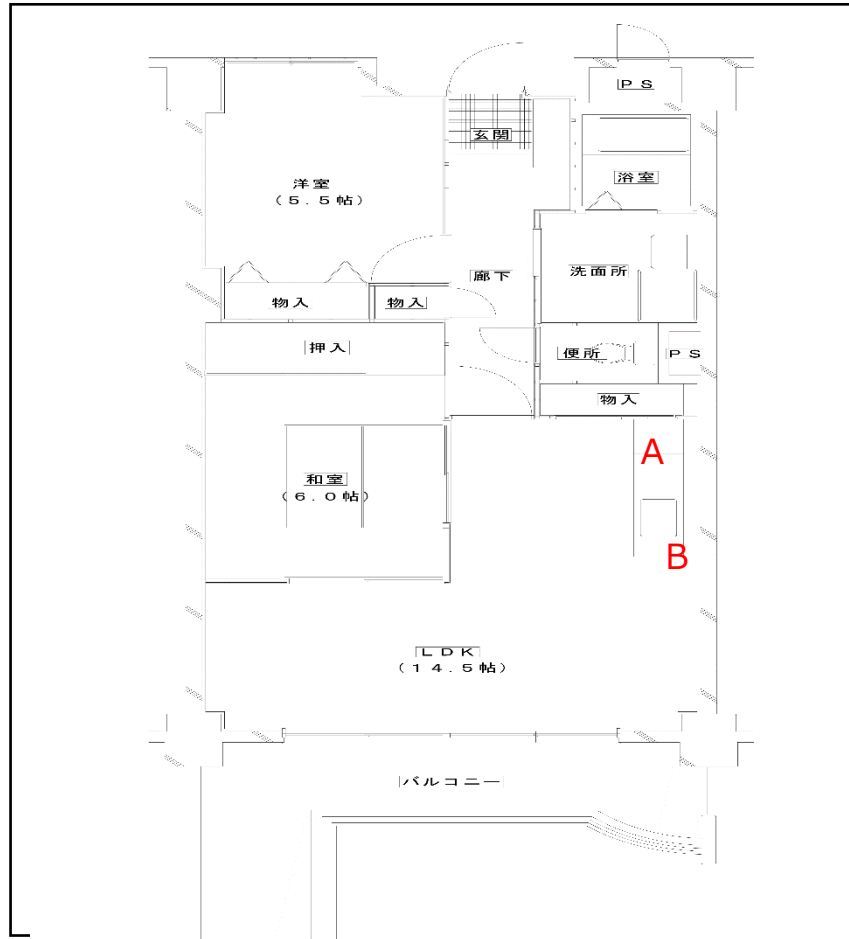 PS
玄関
浴室
洋室
(5.5帖)
廊下
洗面所
物入
物入
押入
便所
PS
物入
A
和室
(6.0帖)
B
LDK
(14.5帖)
バルコニー